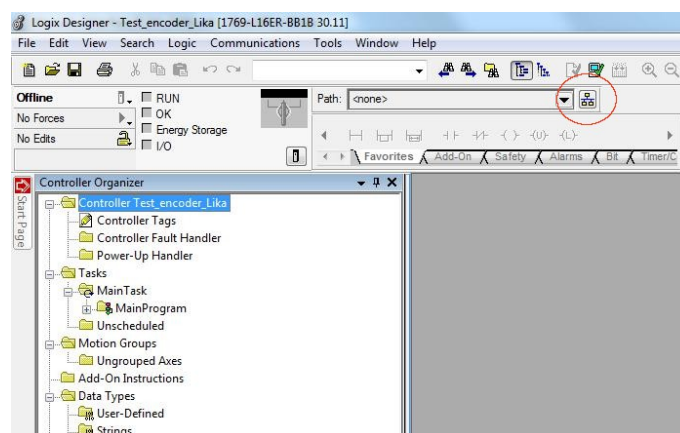 Logix Designer - Test_encoder_Lika [1769-L16ER-BB1B 30.11]
File Edit View Search Logic Communications Tools Window Help
Offline
RUN
Path: <none>
No Forces
OK
Energy Storage
No Edits
I/O
Favorites Add-On Safety Alarms Bit Timer/C
Start Page
Controller Organizer
Controller Test_encoder_Lika
Controller Tags
Controller Fault Handler
Power-Up Handler
Tasks
MainTask
MainProgram
Unscheduled
Motion Groups
Ungrouped Axes
Add-On Instructions
Data Types
User-Defined
Strings